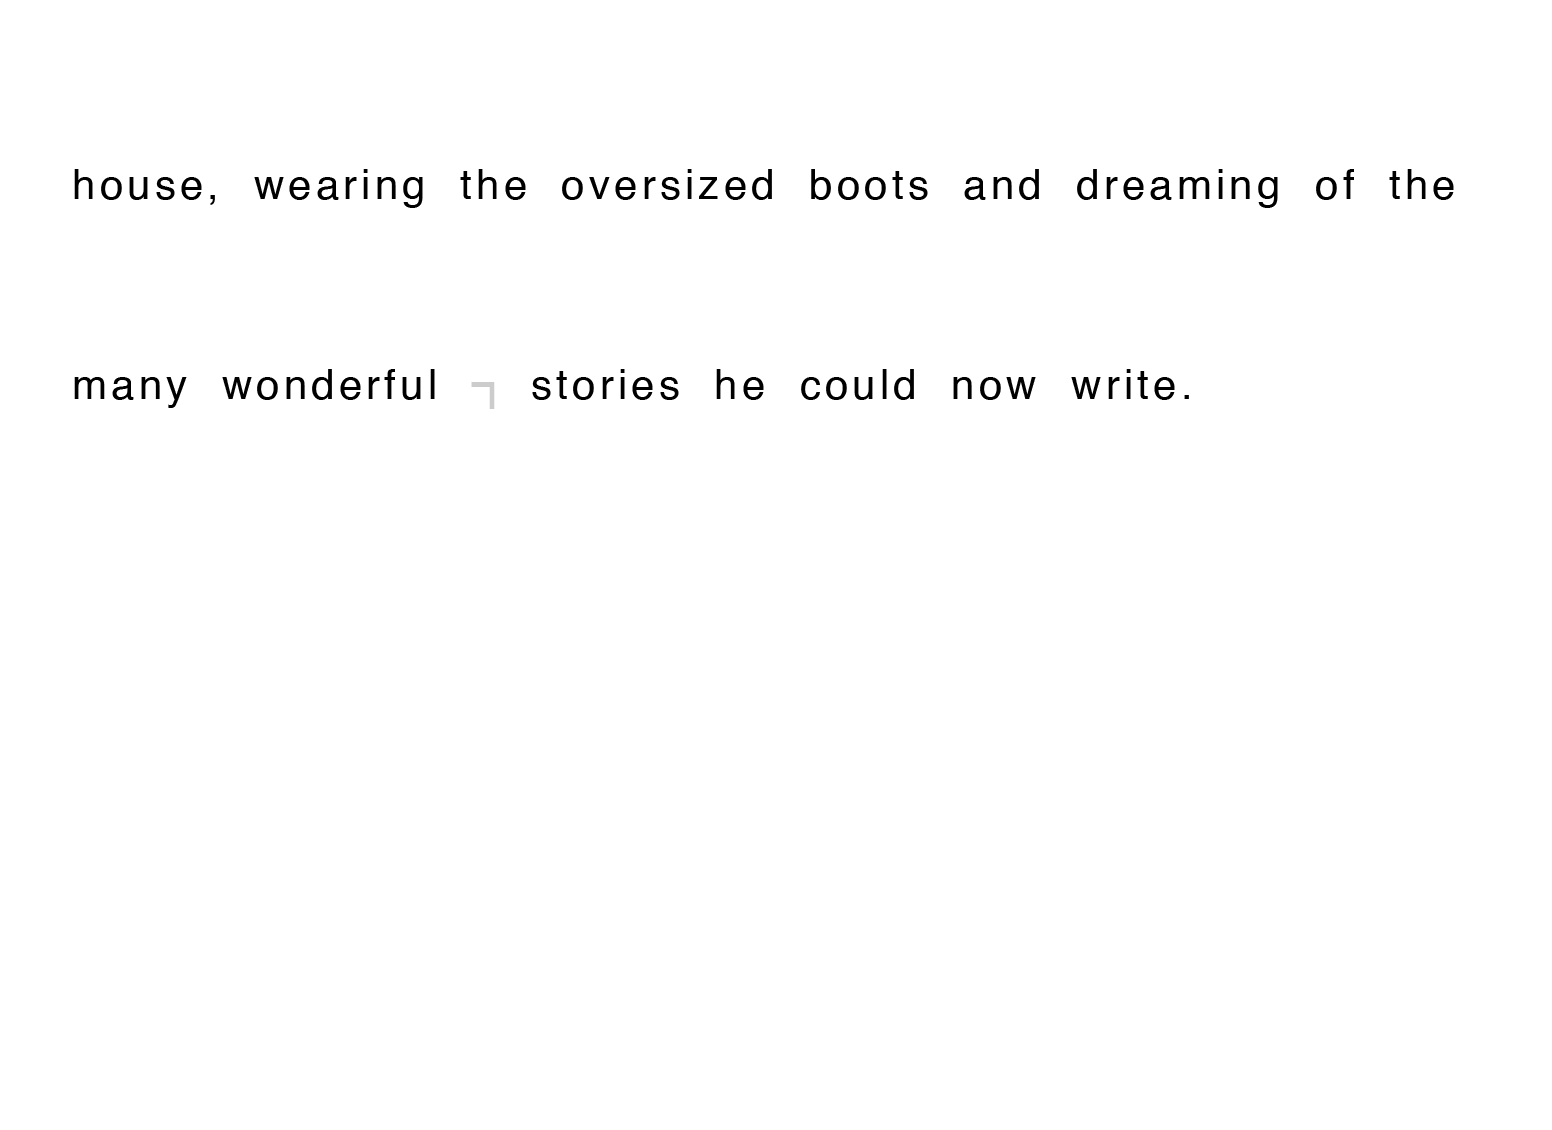 house, wearing the oversized boots and dreaming of the
many wonderful ¬ stories he could now write.